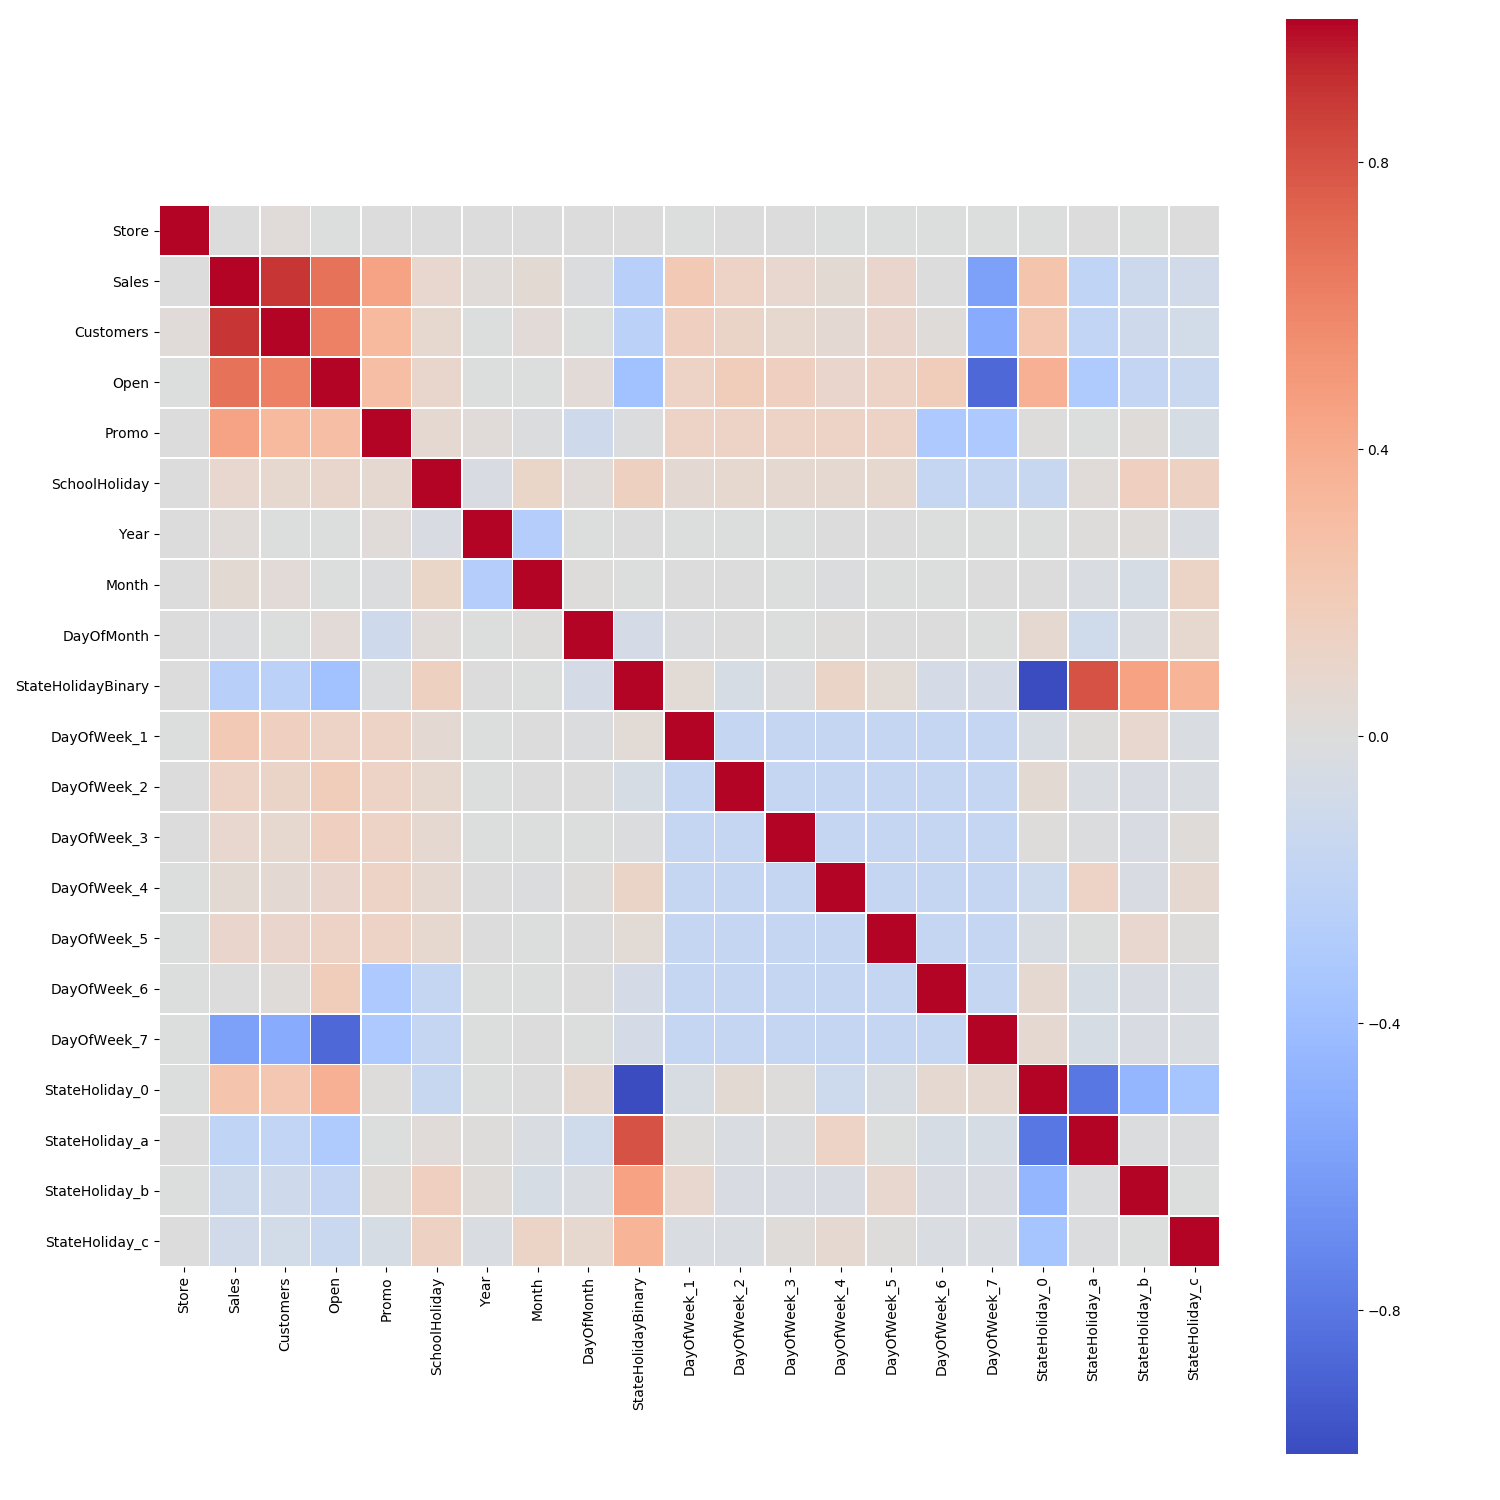 Store
Sales
Customers
Open
Promo
SchoolHoliday
Year
Month
DayOfMonth
StateHolidayBinary
DayOfWeek_1
DayOfWeek_2
DayOfWeek_3
DayOfWeek_4
DayOfWeek_5
DayOfWeek_6
DayOfWeek_7
StateHoliday_0
StateHoliday_a
StateHoliday_b
StateHoliday_c
Store
Sales
Customers
Open
Promo
SchoolHoliday
Year
Month
DayOfMonth
StateHolidayBinary
DayOfWeek_1
DayOfWeek_2
DayOfWeek_3
DayOfWeek_4
DayOfWeek_5
DayOfWeek_6
DayOfWeek_7
StateHoliday_0
StateHoliday_a
StateHoliday_b
StateHoliday_c
0.8
0.4
0.0
−0.4
−0.8